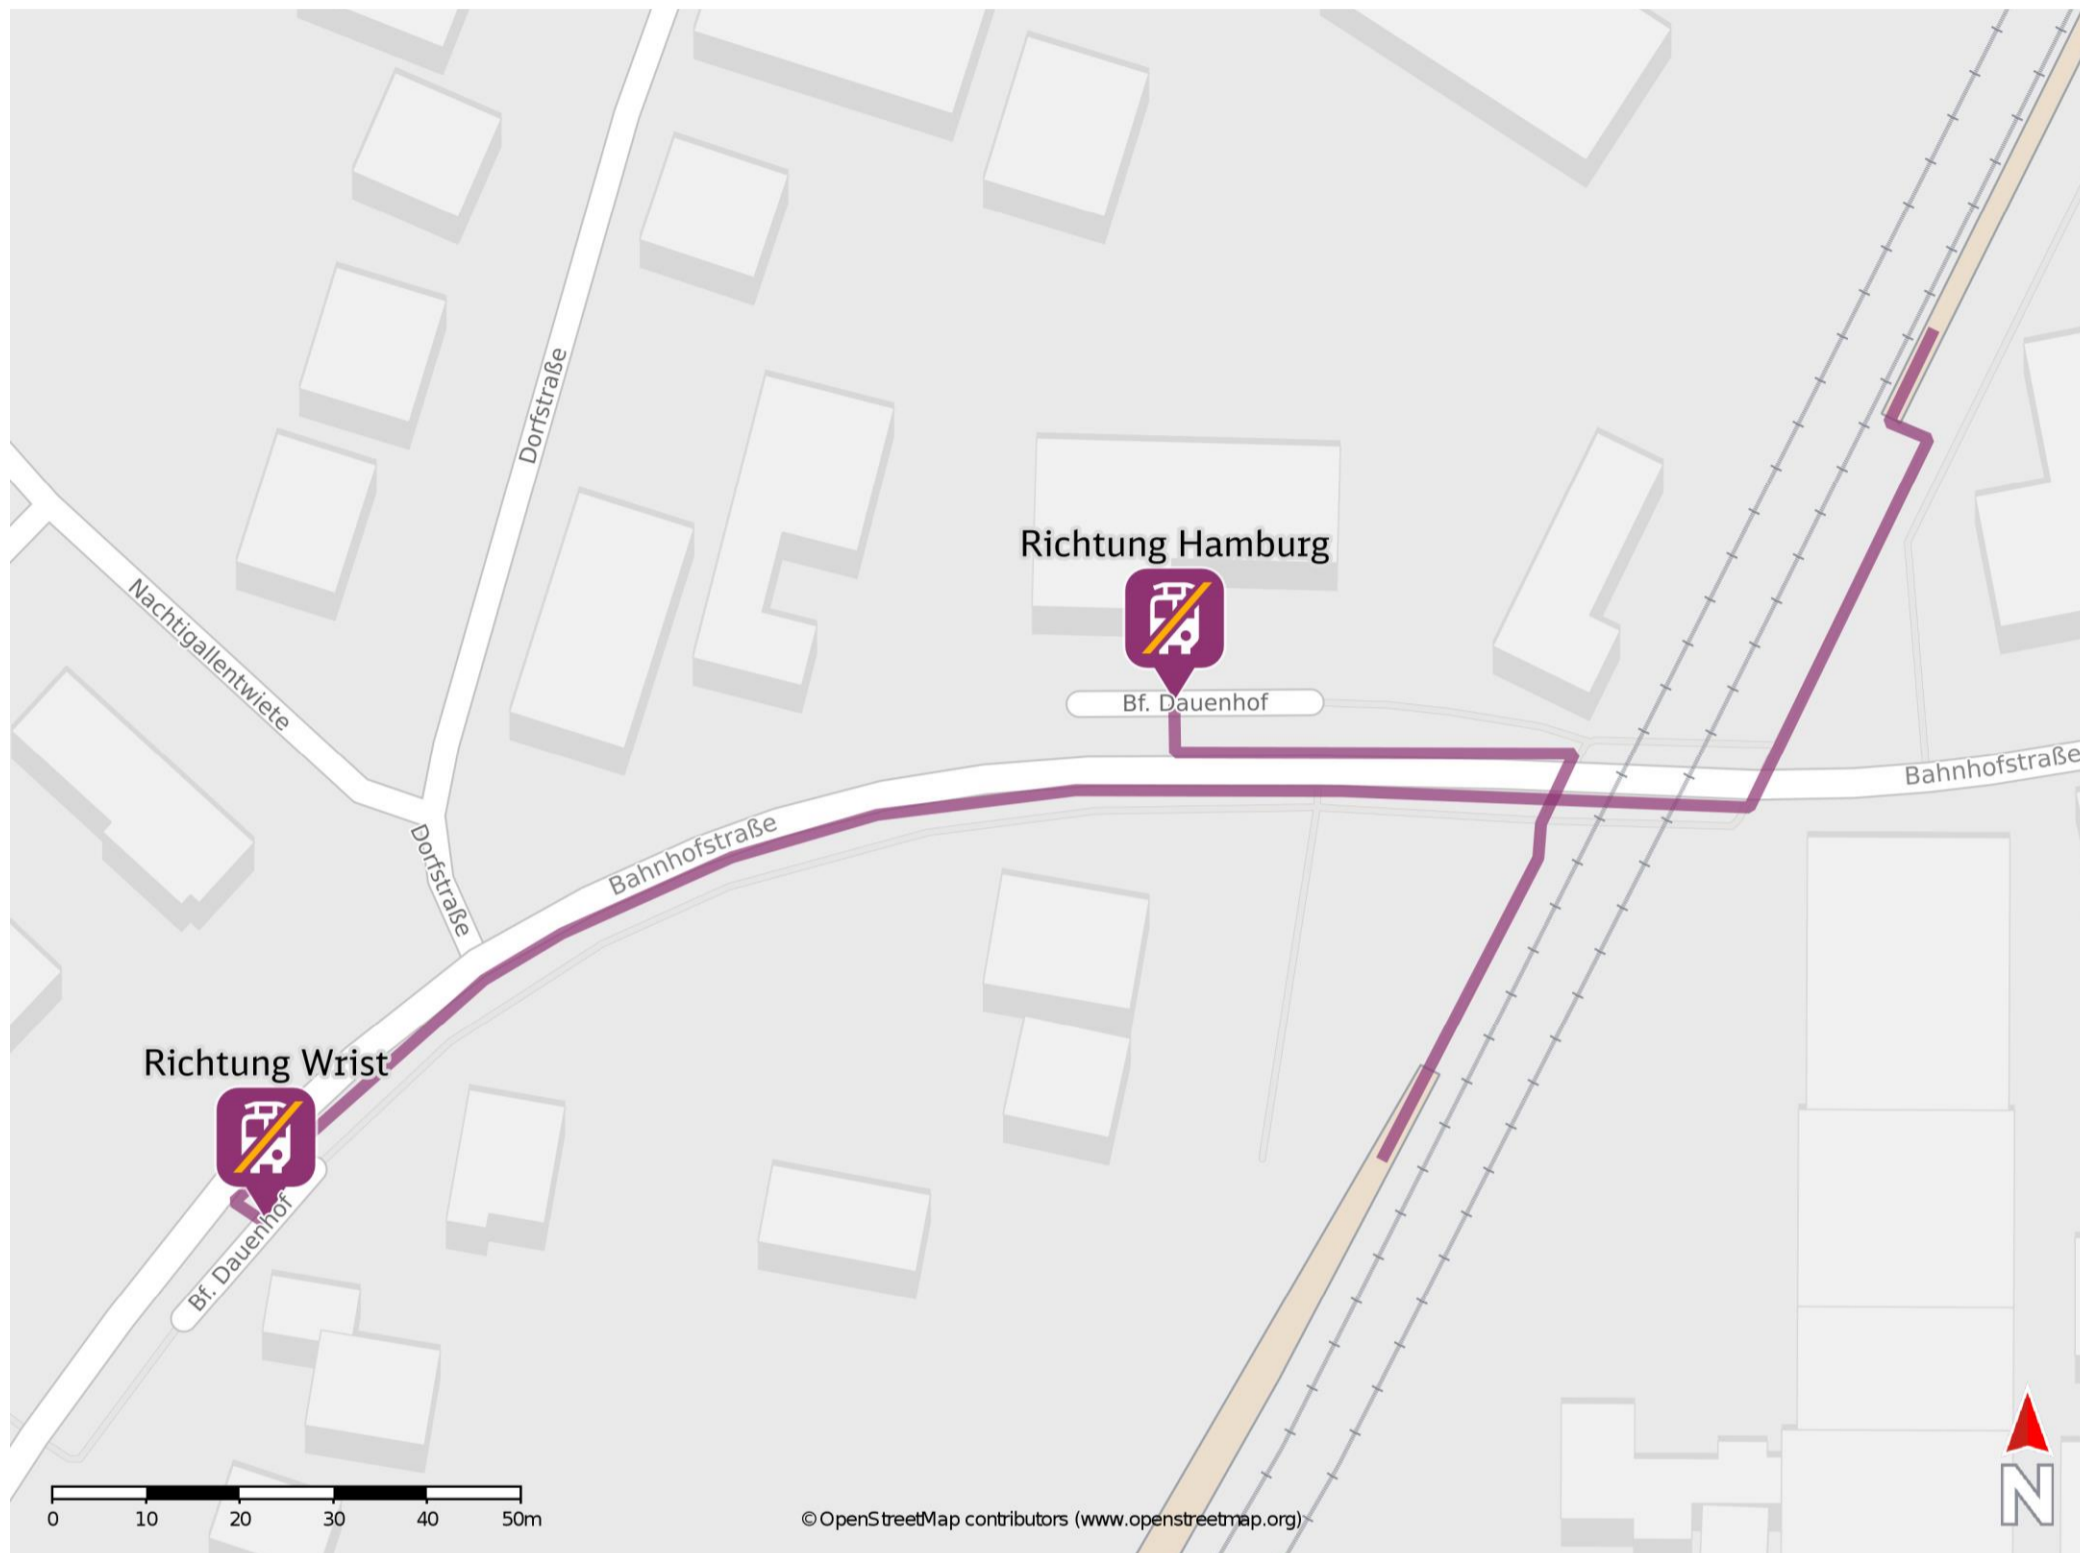 Dorfstraße
Richtung Hamburg
Nachtigallentwiete
Bf. Dauenhof
Bahnhofstraße
Bahnhofstraße
Dorfstraße
Richtung Wrist
Bf. Dauenhof
N
0 10 20 30 40 50m
© OpenStreetMap contributors (www.openstreetmap.org)